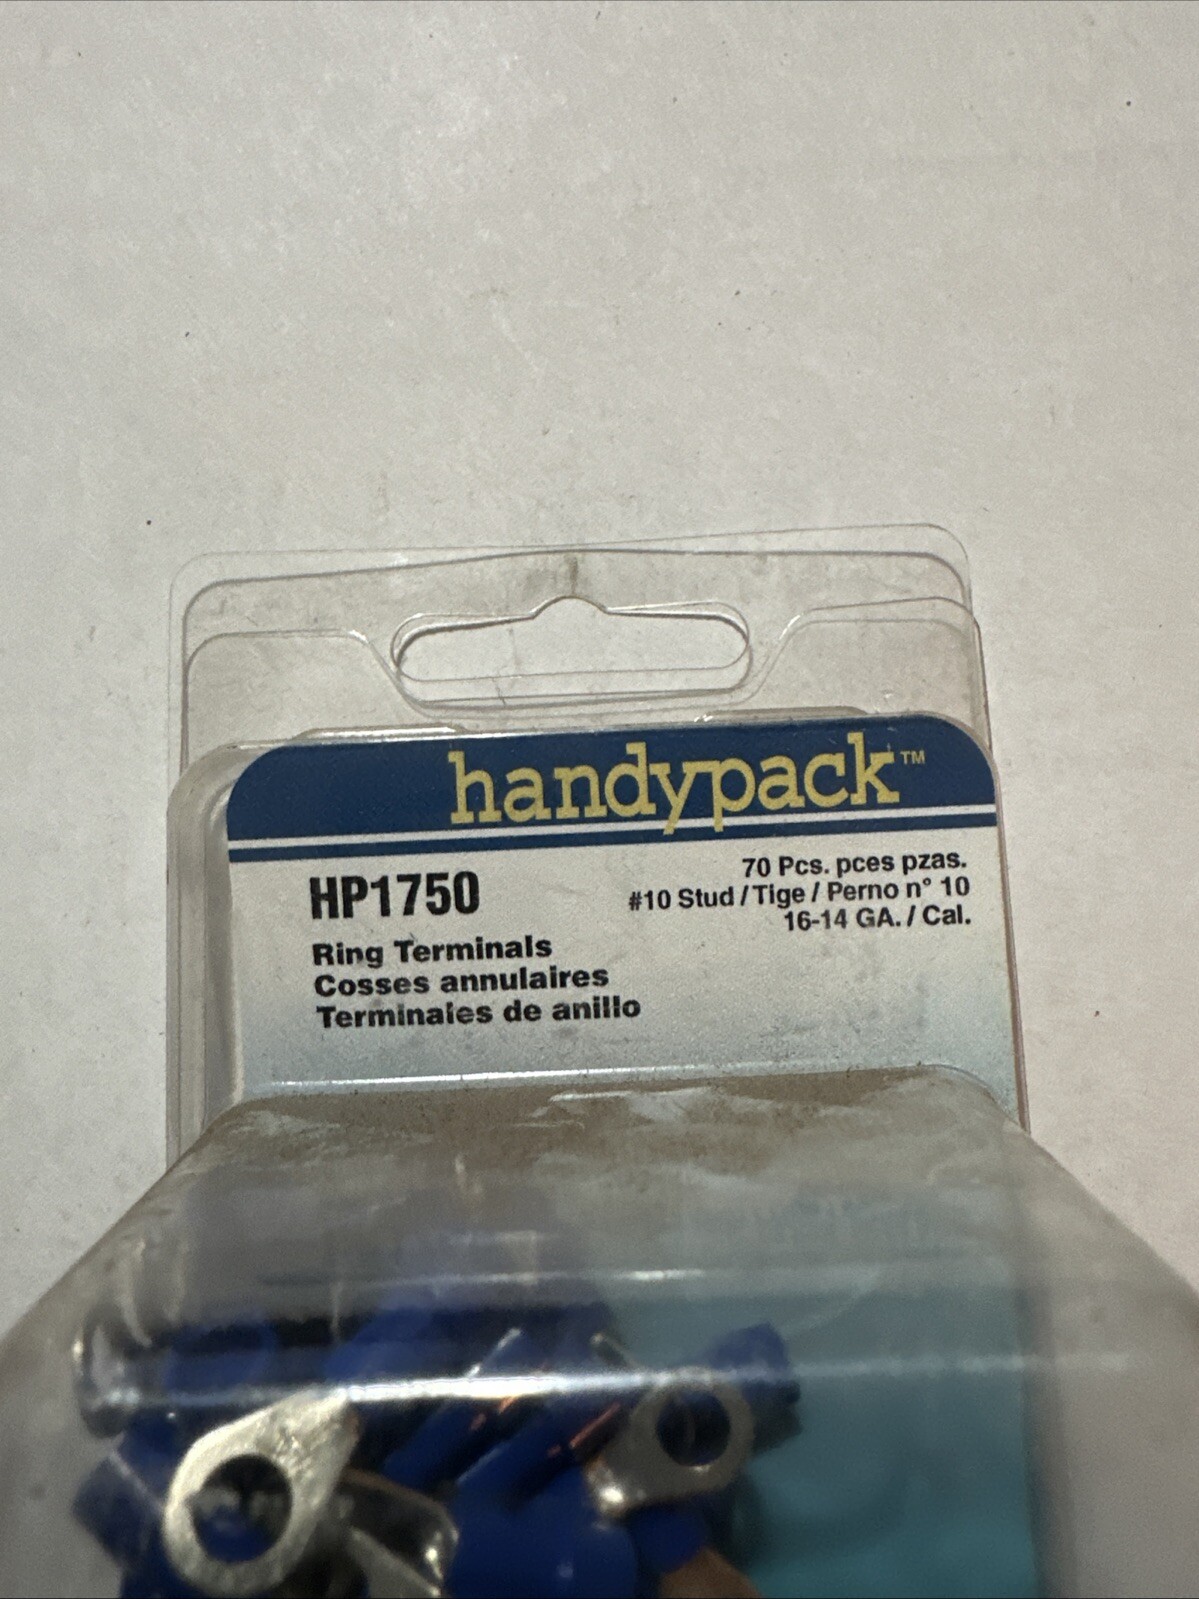 handypack™
HP1750
Ring Terminals
Cosses annulaires
Terminales de anillo
70 Pcs. pces pzas.
#10 Stud / Tige / Perno n° 10
16-14 GA. / Cal.